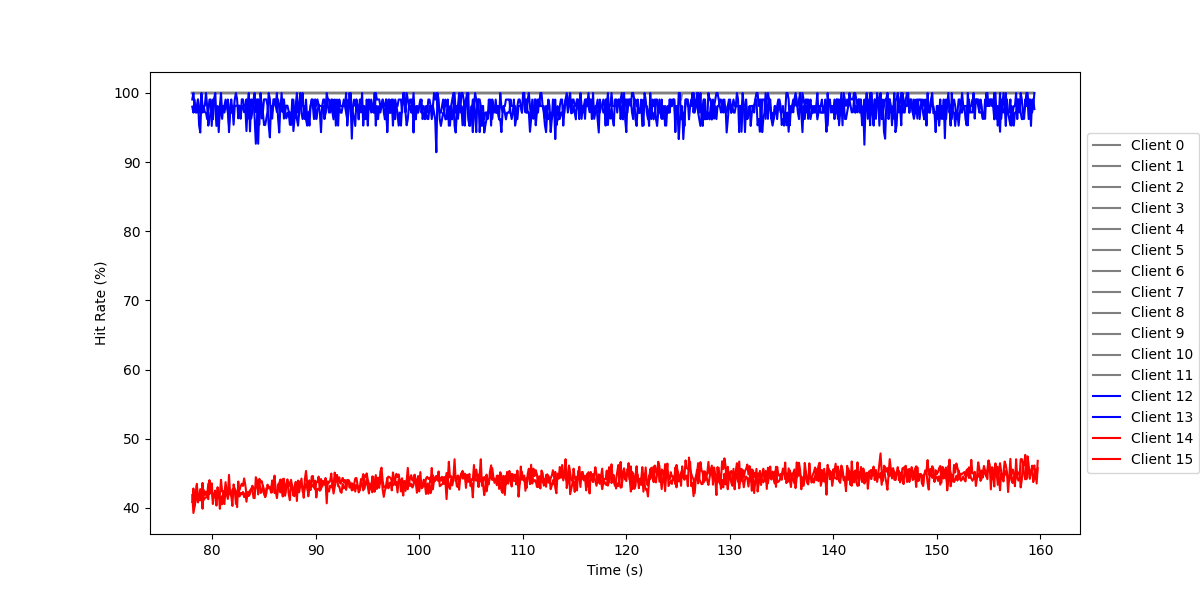 100
90
80
70
60
50
40
Hit Rate (%)
80 90 100 110 120 130 140 150 160
Time (s)
Client 0
Client 1
Client 2
Client 3
Client 4
Client 5
Client 6
Client 7
Client 8
Client 9
Client 10
Client 11
Client 12
Client 13
Client 14
Client 15